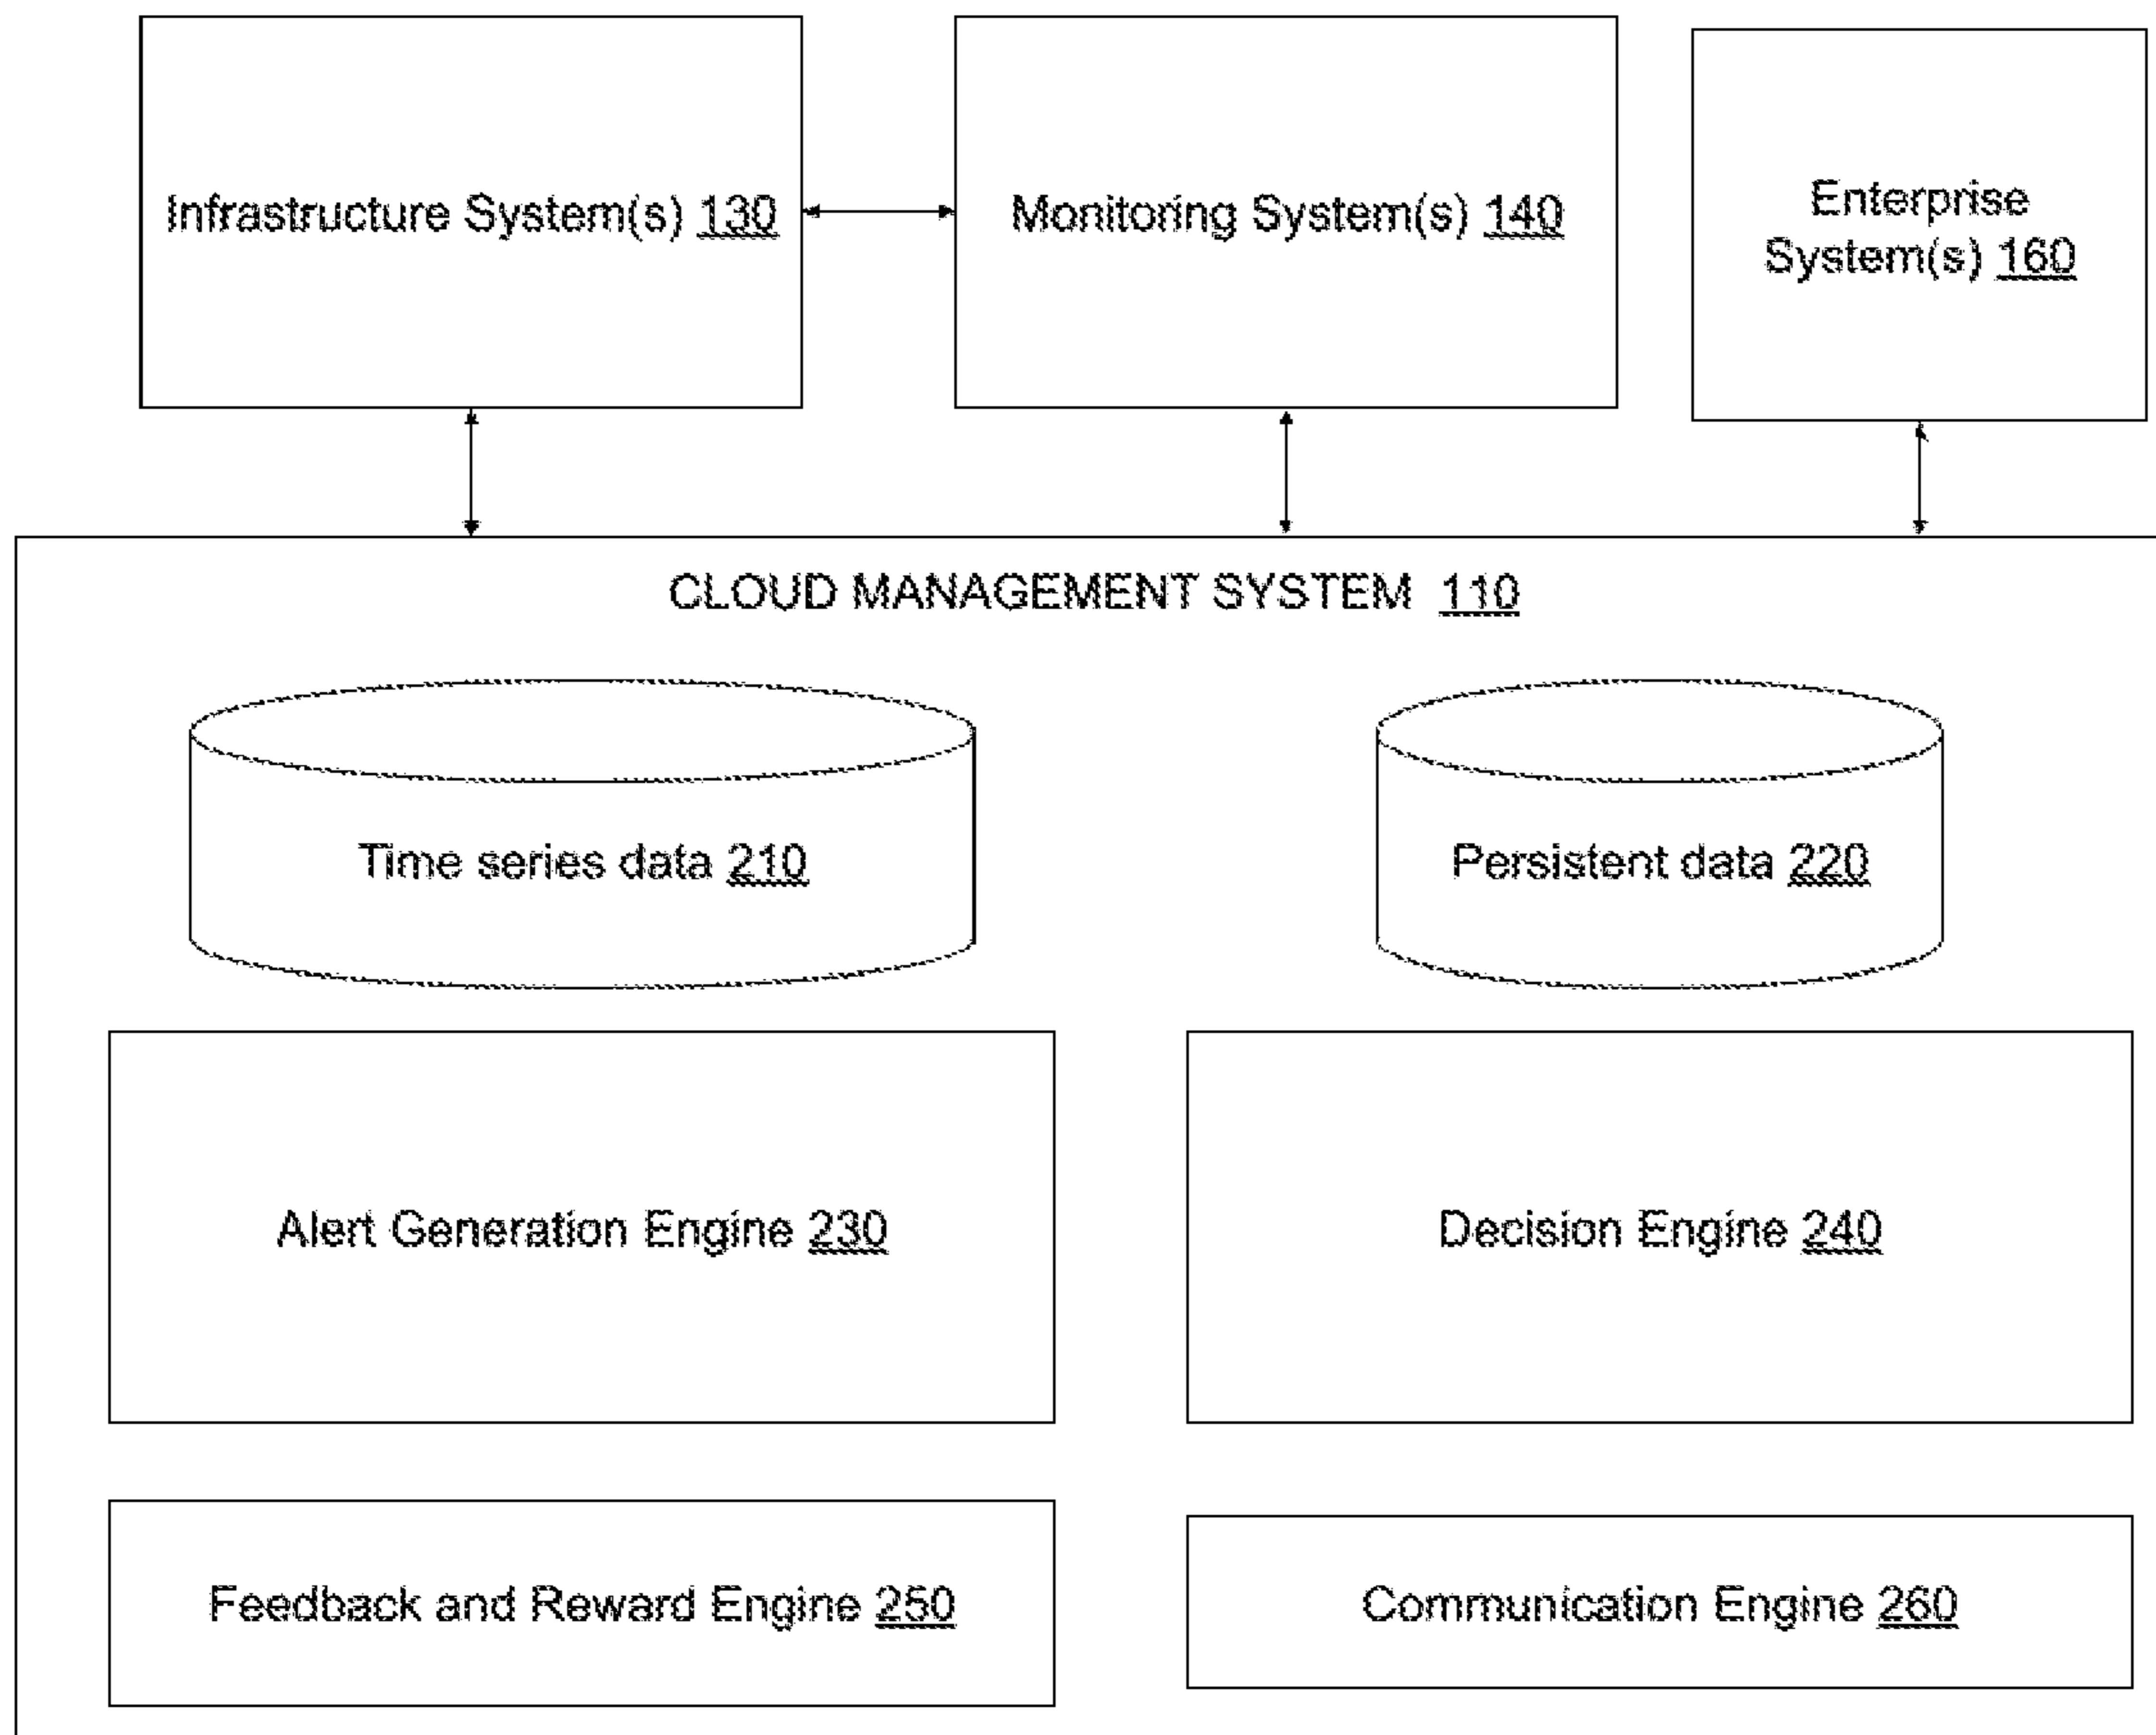 Infrastructure System(s) 130
Monitoring System(s) 140
Enterprise
System(s) 160
CLOUD MANAGEMENT SYSTEM 110
Time series data 210
Persistent data 220
Alert Generation Engine 230
Decision Engine 240
Feedback and Reward Engine 250
Communication Engine 260